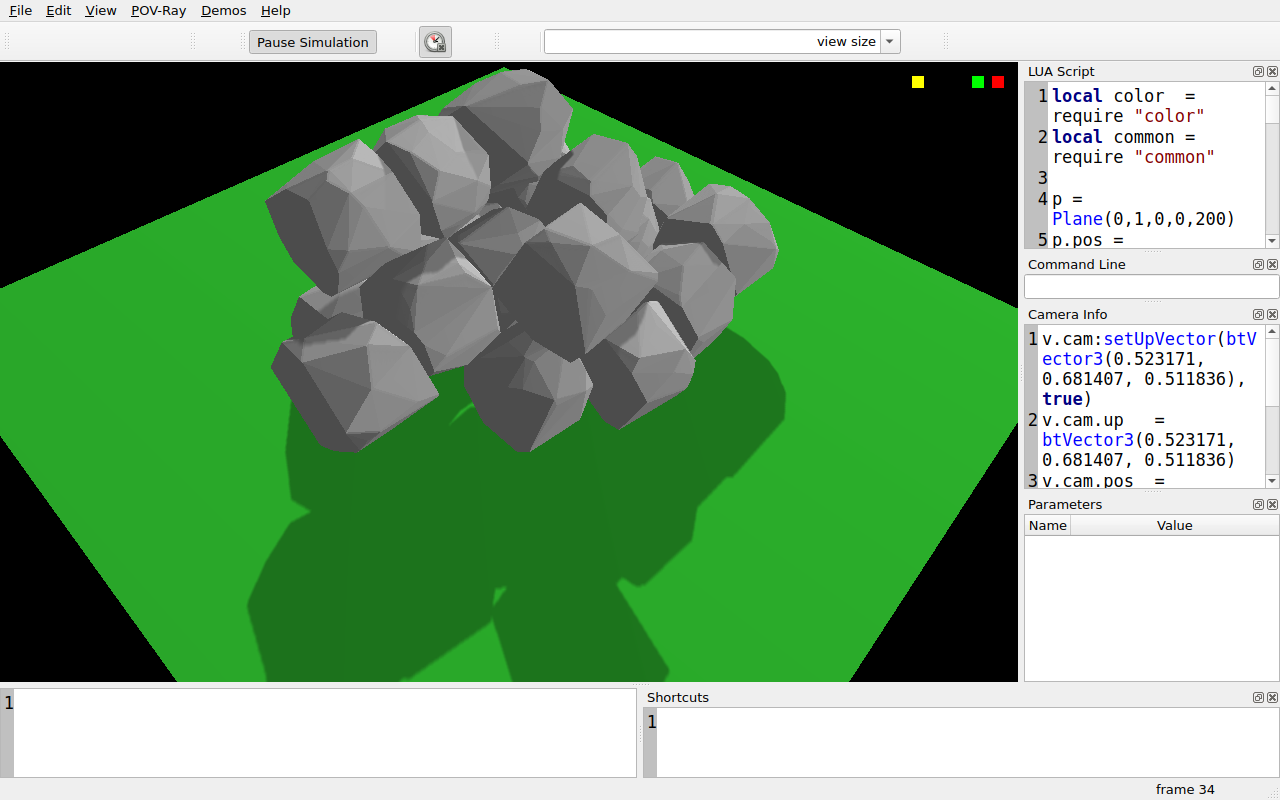 File Edit View POV-Ray Demos Help
Pause Simulation
view size
LUA Script
1 local color  =
require "color"
2 local common =
require "common"
3
4 p =
Plane(0,1,0,0,200)
5 p.pos =
Command Line
Camera Info
1 v.cam:setUpVector(btV
ector3(0.523171,
0.681407, 0.511836),
true)
2 v.cam.up   =
btVector3(0.523171,
0.681407, 0.511836)
3 v.cam.pos  =
Parameters
Name Value
1
Shortcuts
1
frame 34